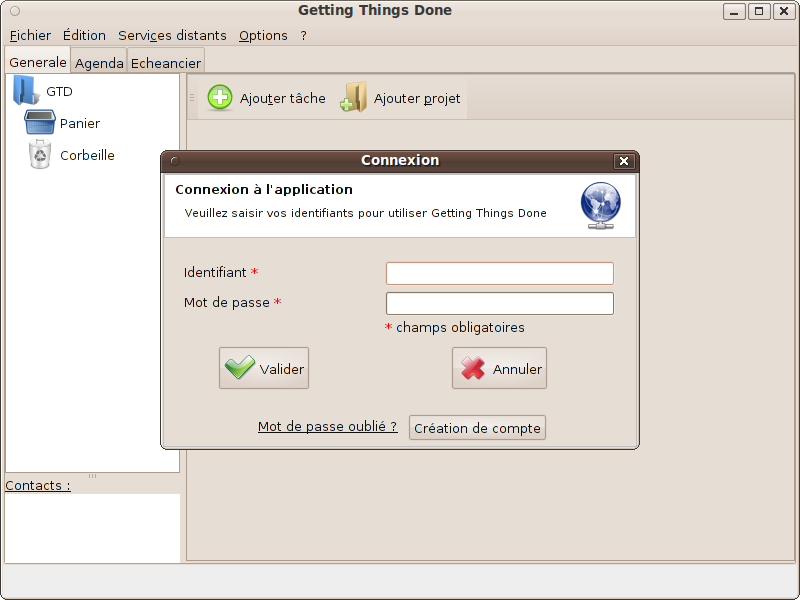 Getting Things Done
Fichier Édition Services distants Options ?
Generale Agenda Echeancier
GTD
Panier
Corbeille
Ajouter tâche Ajouter projet
Connexion
Connexion à l'application
Veuillez saisir vos identifiants pour utiliser Getting Things Done
Identifiant *
Mot de passe *
* champs obligatoires
Valider Annuler
Mot de passe oublié ? Création de compte
Contacts :